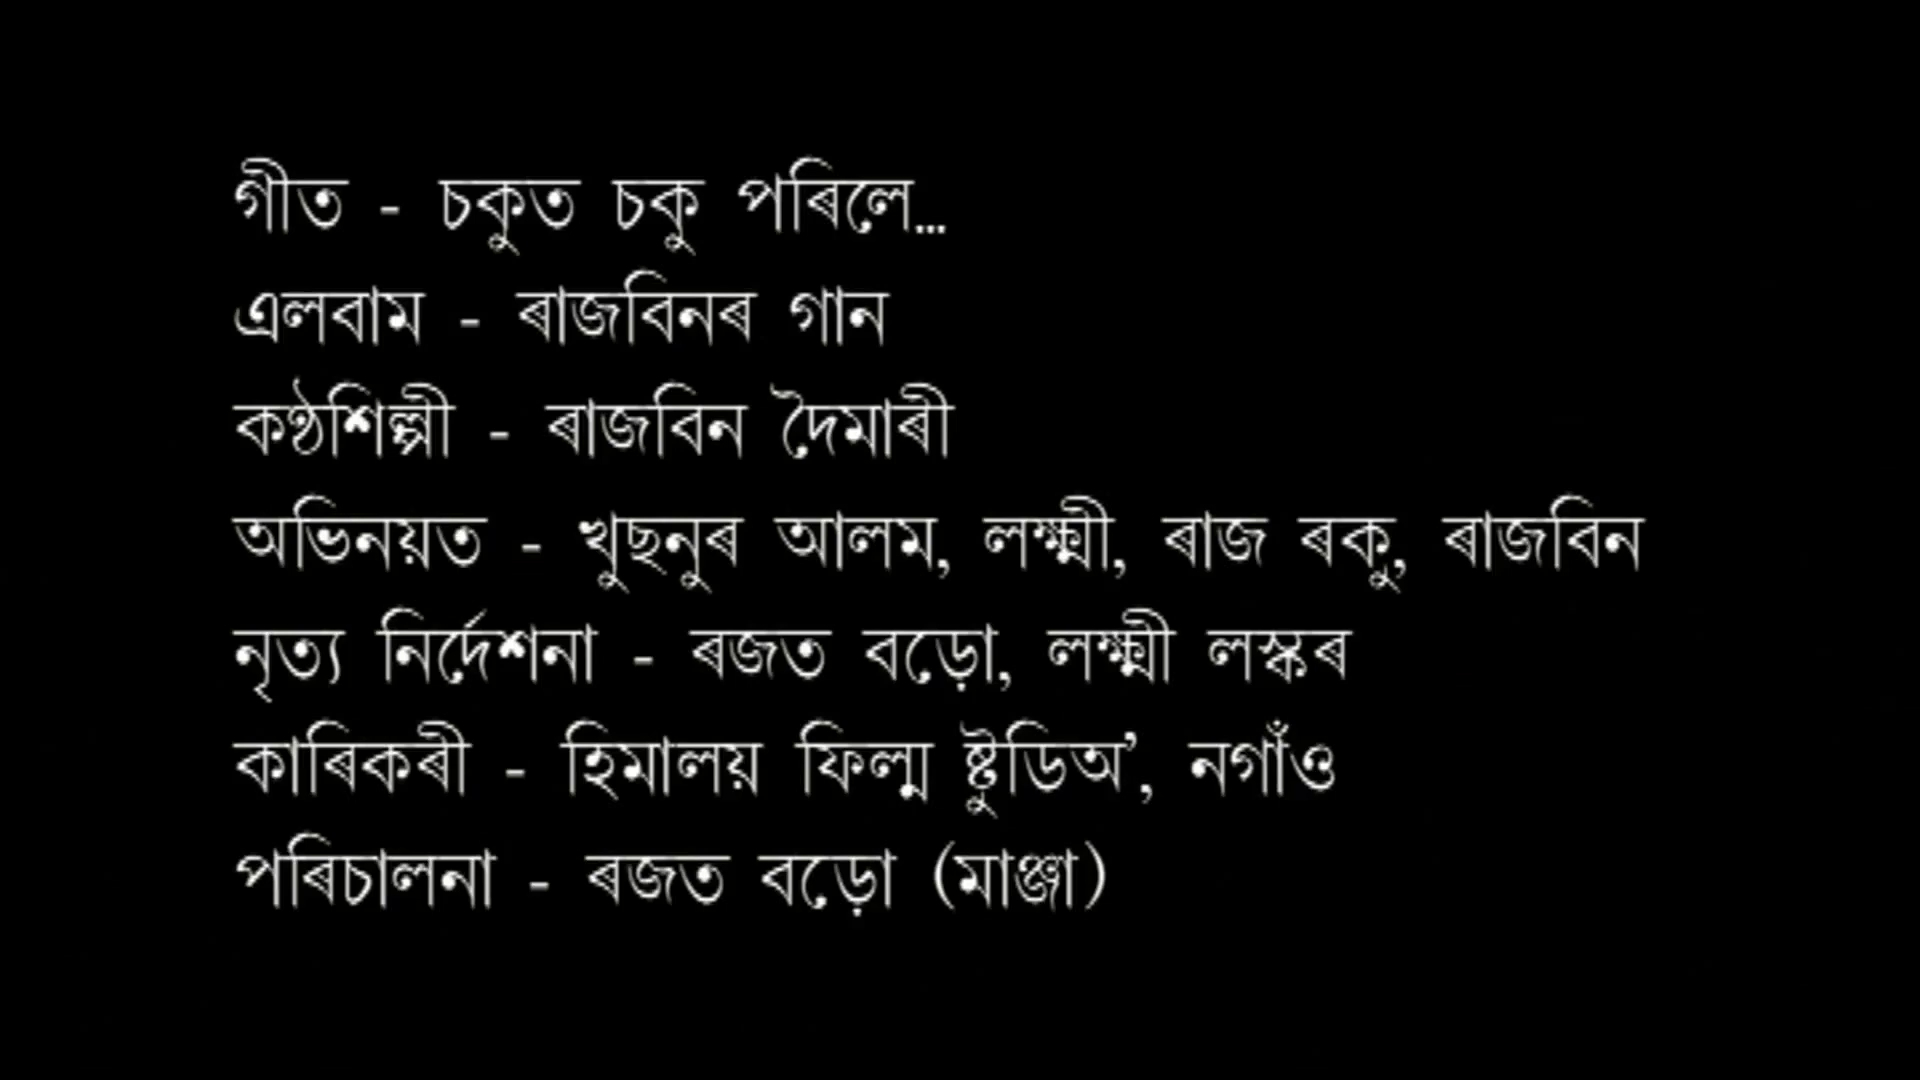 গীত - চকুত চকু পৰিলে...
এলবাম - ৰাজবিনৰ গান
কণ্ঠশিল্পী - ৰাজবিন দৈমাৰী
অভিনয়ত - খুছনুৰ আলম, লক্ষ্মী, ৰাজ ৰকু, ৰাজবিন
নৃত্য নিৰ্দেশনা - ৰজত বড়ো, লক্ষ্মী লস্কৰ
কাৰিকৰী - হিমালয় ফিল্ম ষ্টুডিঅ’, নগাঁও
পৰিচালনা - ৰজত বড়ো (মাঞ্জা)